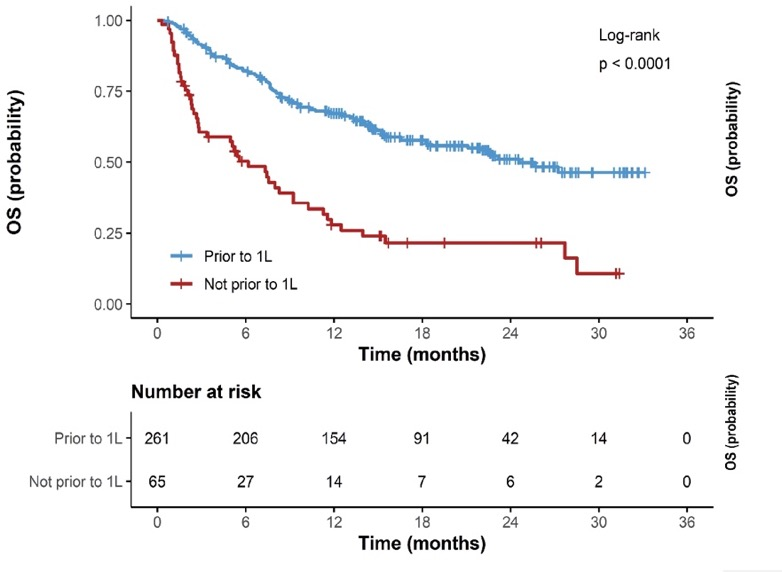 1.00
0.75
0.50
0.25
0.00
OS (probability)
Log-rank
p < 0.0001
OS (probability)
Prior to 1L
Not prior to 1L
0 6 12 18 24 30 36
Time (months)
Number at risk
Prior to 1L 261 206 154 91 42 14 0
Not prior to 1L 65 27 14 7 6 2 0
OS (probability)
0 6 12 18 24 30 36
Time (months)